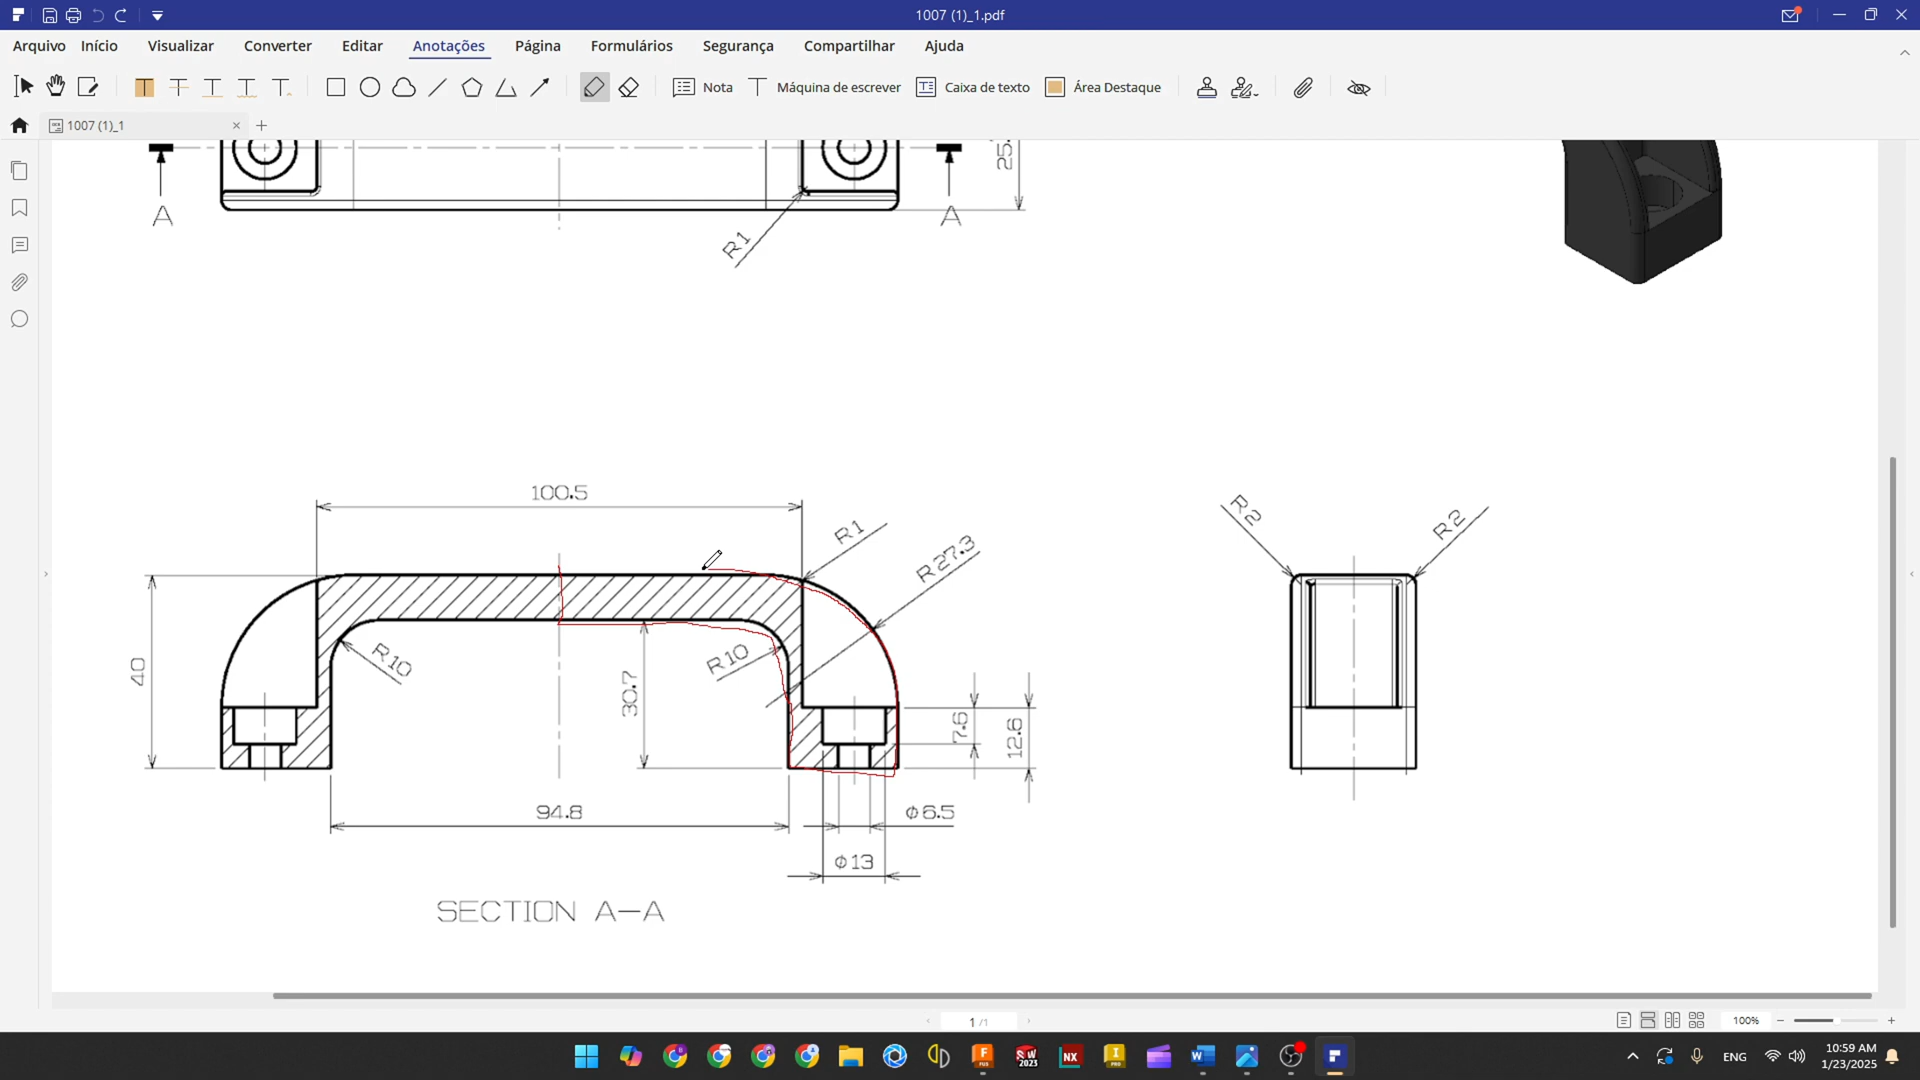 1007 (1)_1.pdf
Arquivo Início Visualizar Converter Editar Anotações Página Formulários Segurança Compartilhar Ajuda
Nota Máquina de escrever Caixa de texto Área Destaque
1007 (1)_1
25
A A
R1
100.5
R1
R27.3
R2 R2
40
R10
R10
30.7
7.6
12.6
94.8
ϕ6.5
ϕ13
SECTION A-A
1 /1
100%
ENG
10:59 AM
1/23/2025